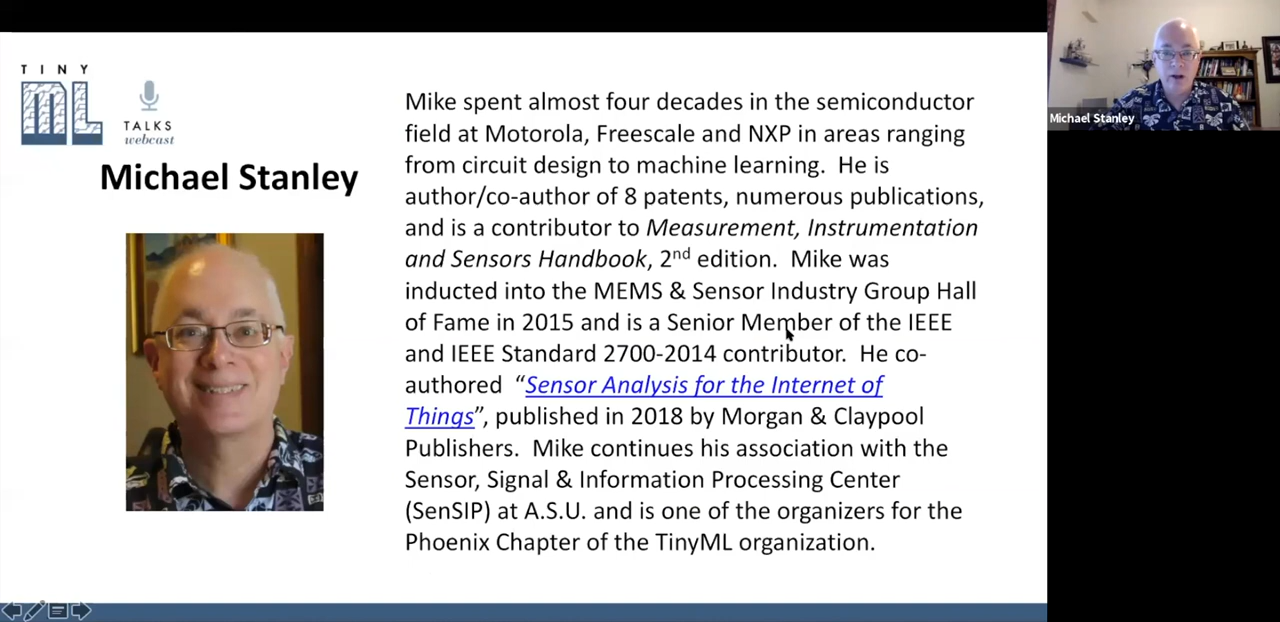 TINY
ML
TALKS
webcast
Michael Stanley
Mike spent almost four decades in the semiconductor
field at Motorola, Freescale and NXP in areas ranging
from circuit design to machine learning.  He is
author/co-author of 8 patents, numerous publications,
and is a contributor to Measurement, Instrumentation
and Sensors Handbook, 2nd edition.  Mike was
inducted into the MEMS & Sensor Industry Group Hall
of Fame in 2015 and is a Senior Member of the IEEE
and IEEE Standard 2700-2014 contributor.  He co-
authored  “Sensor Analysis for the Internet of
Things”, published in 2018 by Morgan & Claypool
Publishers.  Mike continues his association with the
Sensor, Signal & Information Processing Center
(SenSIP) at A.S.U. and is one of the organizers for the
Phoenix Chapter of the TinyML organization.
Michael Stanley